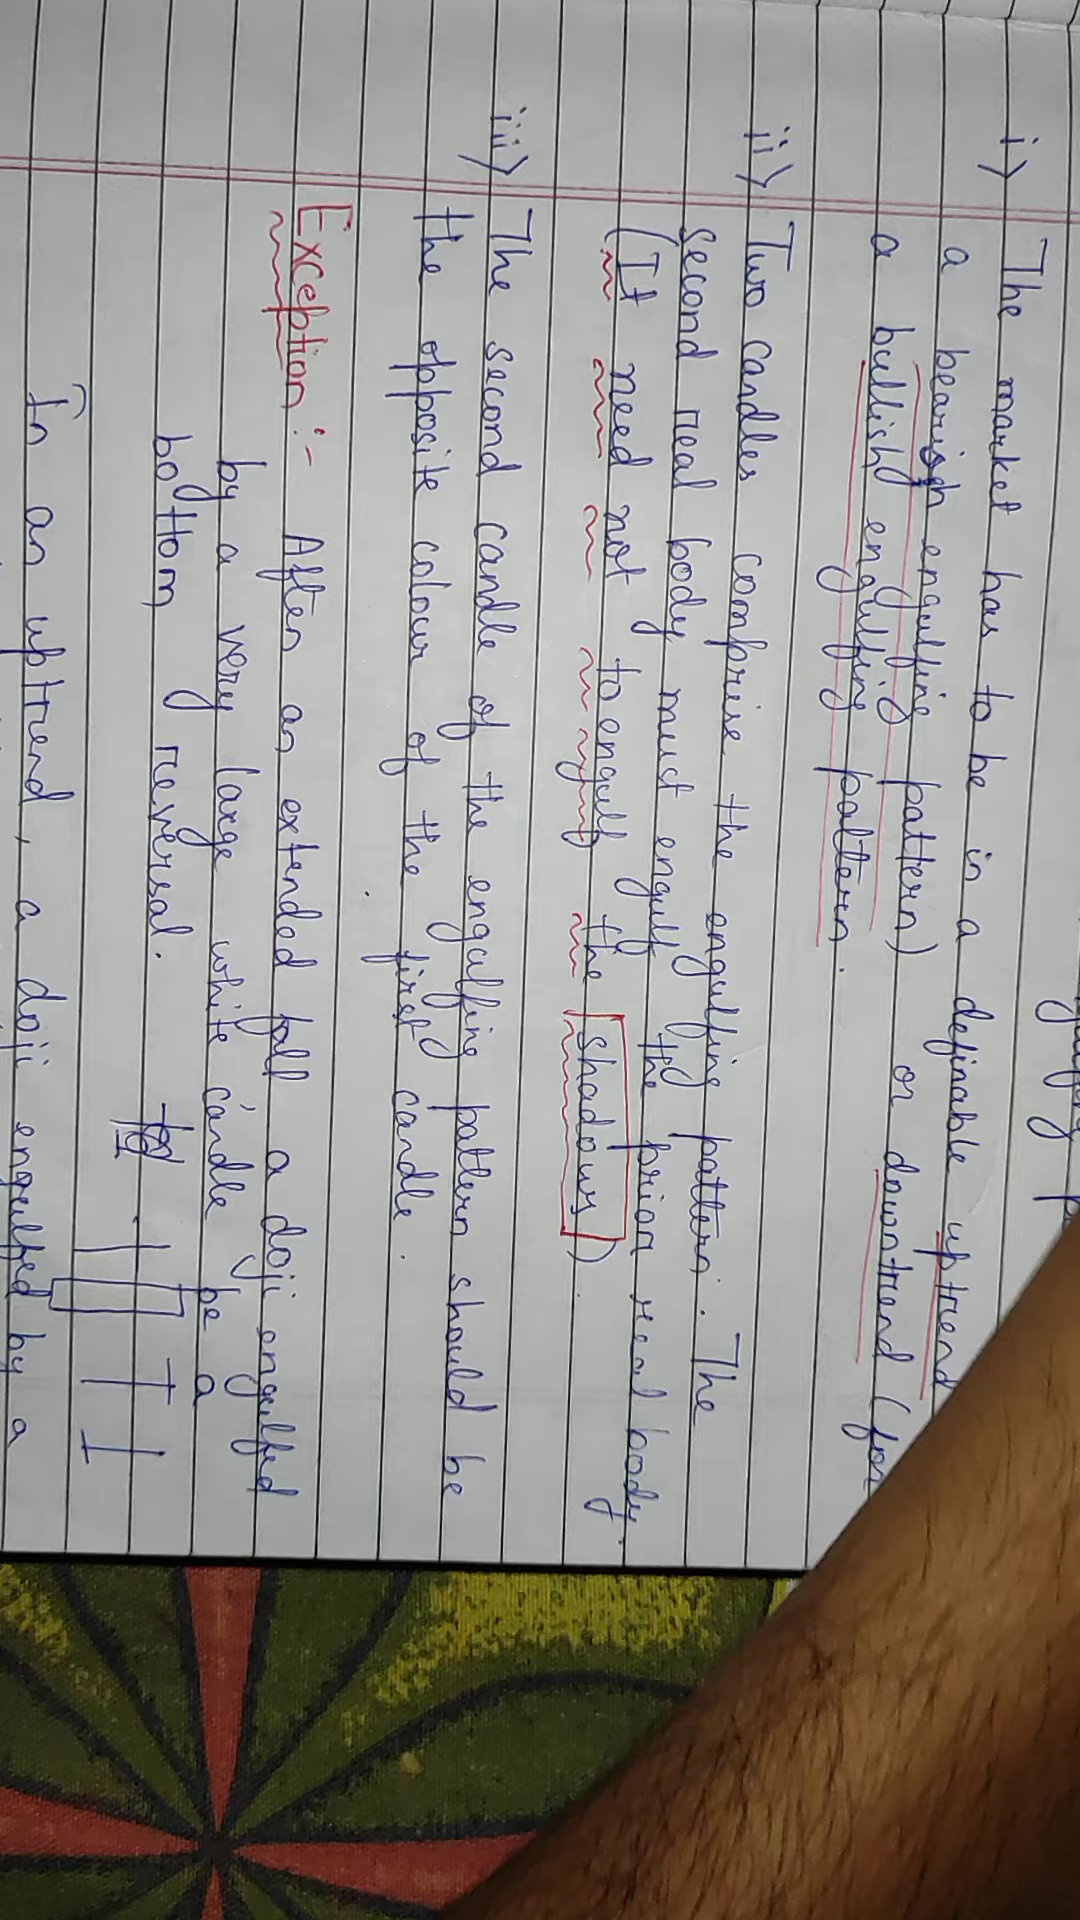 i> The market has to be in a definable uptrend
a bearish engulfing pattern) or downtrend (for
a bullish engulfing pattern.
ii> Two candles comprise the engulfing pattern. The
second real body must engulf the prior real body.
(It need not to engulf the shadows).
iii> The second candle of the engulfing pattern should be
the opposite colour of the first candle.
Exception :- After an extended fall a doji engulfed
by a very large white candle be a
bottom reversal.
In an uptrend, a doji engulfed by a